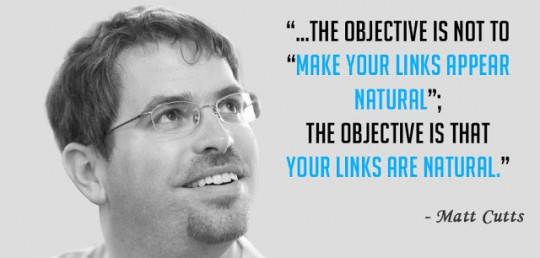 “...THE OBJECTIVE IS NOT TO
“MAKE YOUR LINKS APPEAR
NATURAL”;
THE OBJECTIVE IS THAT
YOUR LINKS ARE NATURAL.”
- Matt Cutts